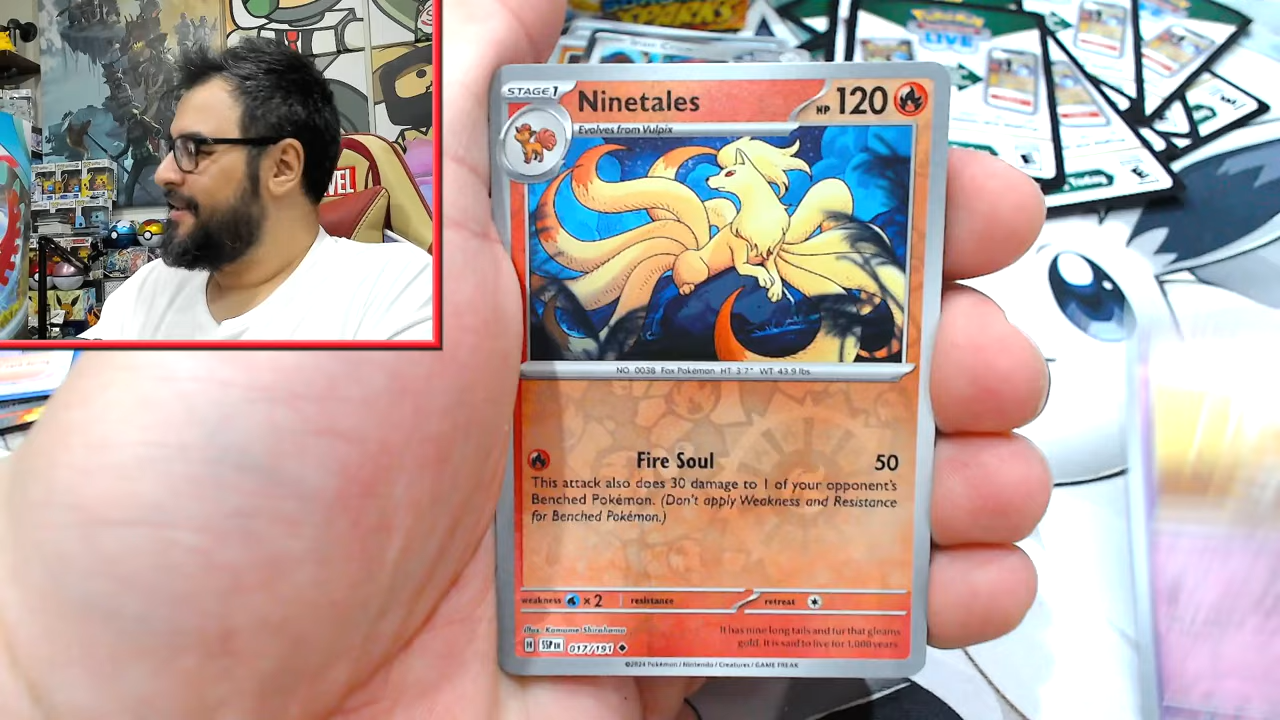 SPARKS
Pokémon
LIVE
MARVEL
STAGE 1
Ninetales
HP 120
Evolves from Vulpix
NO. 0038 Fox Pokémon HT: 3'7" WT: 43.9 lbs.
Fire Soul 50
This attack also does 30 damage to 1 of your opponent's
Benched Pokémon. (Don't apply Weakness and Resistance
for Benched Pokémon.)
weakness x2 resistance retreat
Illus. Kamome Shirahama
It has nine long tails and fur that gleams
gold. It is said to live for 1,000 years.
H SSP EN 017/191
©2024 Pokémon / Nintendo / Creatures / GAME FREAK